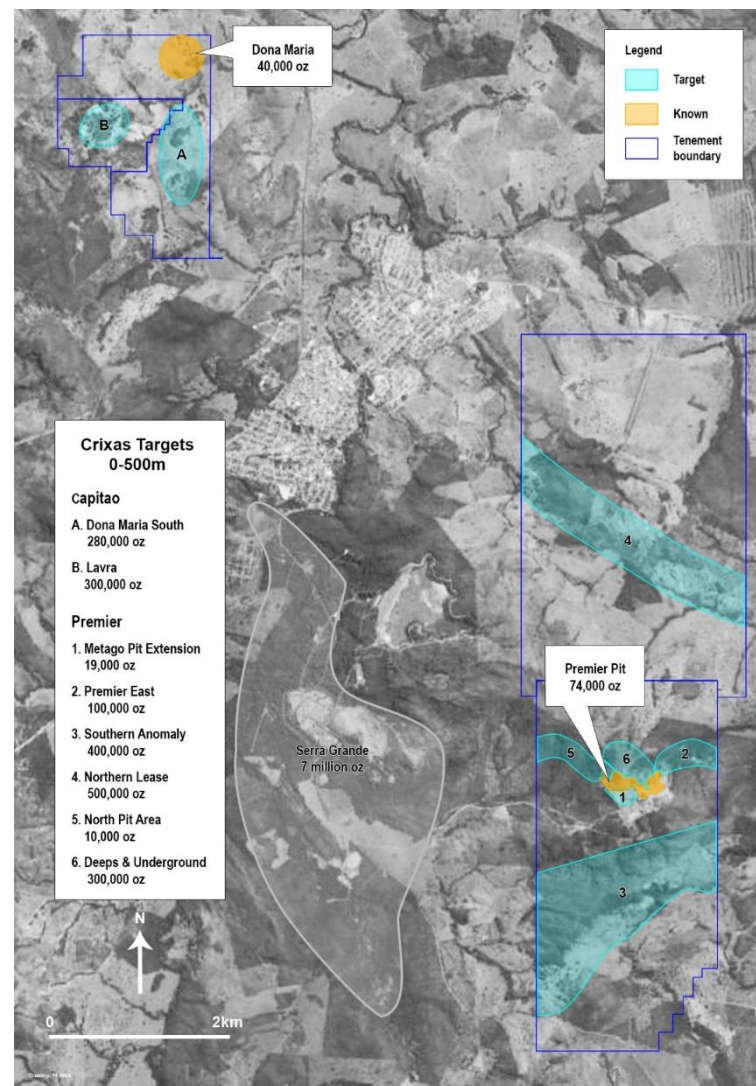 Dona Maria
40,000 oz
Legend
Target
Known
Tenement
boundary
B
A
Crixas Targets
0-500m
Capitao
A. Dona Maria South
280,000 oz
B. Lavra
300,000 oz
Premier
1. Metago Pit Extension
19,000 oz
2. Premier East
100,000 oz
3. Southern Anomaly
400,000 oz
4. Northern Lease
500,000 oz
5. North Pit Area
10,000 oz
6. Deeps & Underground
300,000 oz
4
Premier Pit
74,000 oz
Serra Grande
7 million oz
5
6
2
1
3
N
0 2km